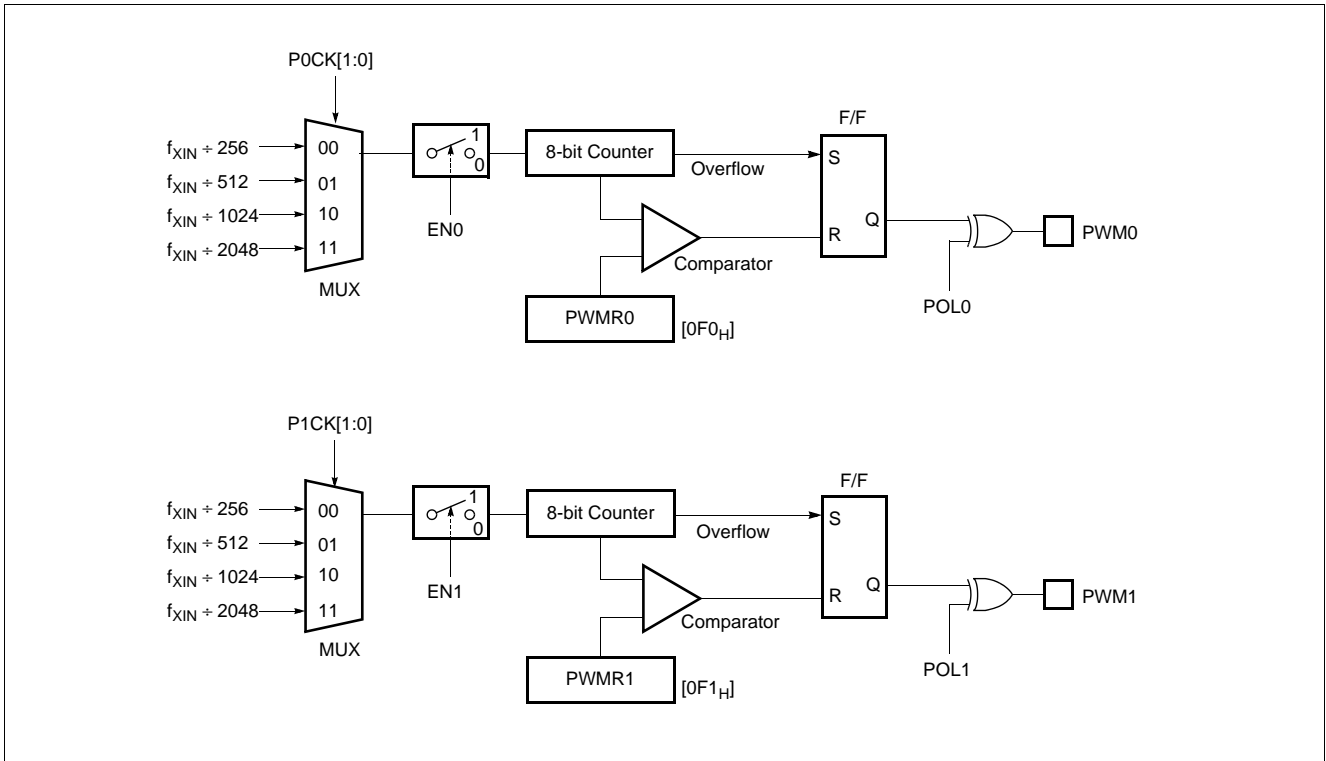 P0CK[1:0]
fXIN ÷ 256
fXIN ÷ 512
fXIN ÷ 1024
fXIN ÷ 2048
00
01
10
11
MUX
1
0
EN0
8-bit Counter
Overflow
Comparator
PWMR0
[0F0H]
F/F
S
R
Q
POL0
PWM0
P1CK[1:0]
fXIN ÷ 256
fXIN ÷ 512
fXIN ÷ 1024
fXIN ÷ 2048
00
01
10
11
MUX
1
0
EN1
8-bit Counter
Overflow
Comparator
PWMR1
[0F1H]
F/F
S
R
Q
POL1
PWM1